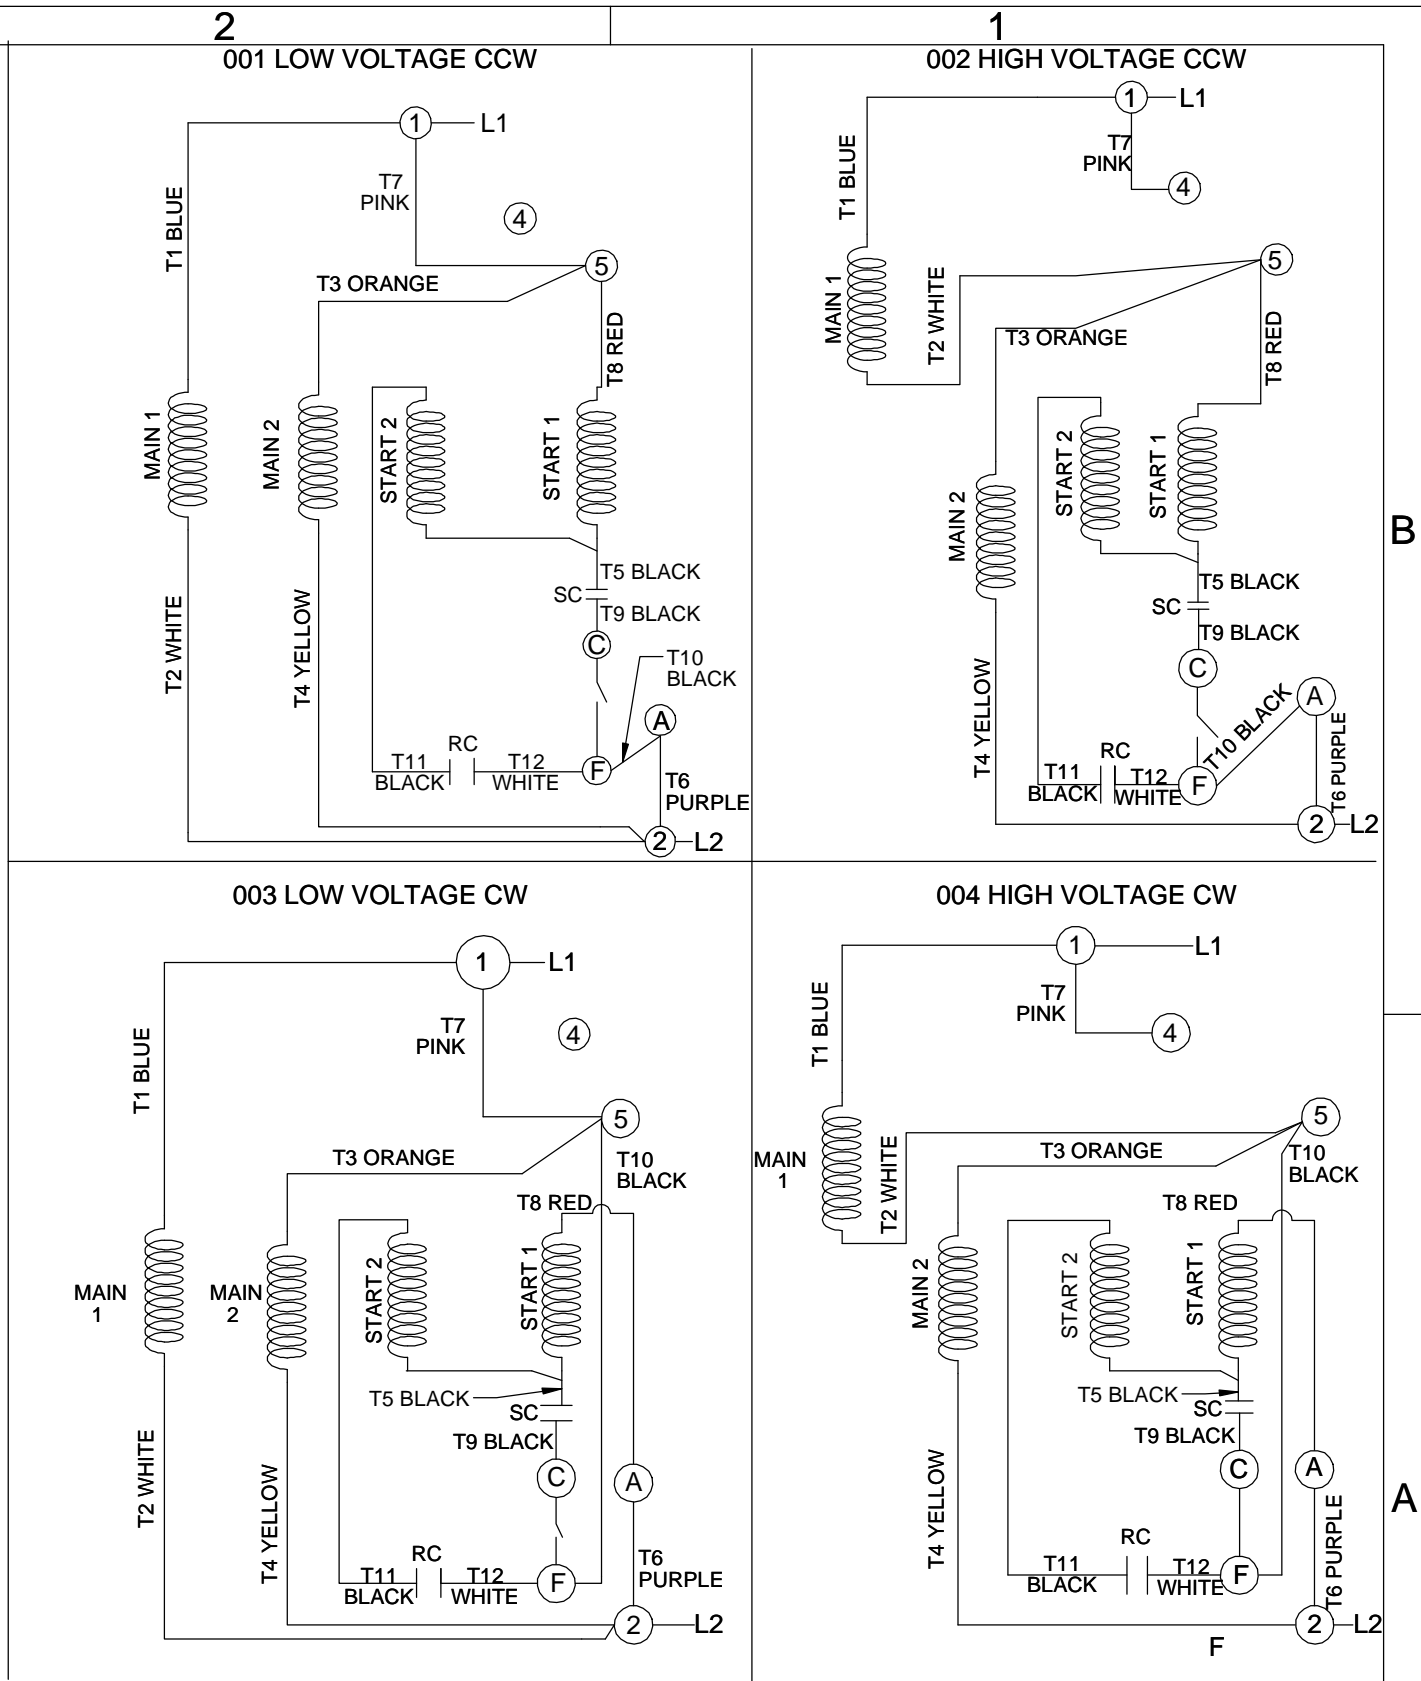 2
1
001 LOW VOLTAGE CCW
1
L1
T7
PINK
4
T1 BLUE
5
T3 ORANGE
T8 RED
MAIN 1
MAIN 2
START 2
START 1
T5 BLACK
SC
T9 BLACK
C
T2 WHITE
T4 YELLOW
T10
BLACK
A
RC
T11
BLACK
T12
WHITE
F
T6
PURPLE
2
L2
002 HIGH VOLTAGE CCW
1
L1
T7
PINK
4
T1 BLUE
5
MAIN 1
T2 WHITE
T3 ORANGE
T8 RED
START 2
START 1
MAIN 2
T5 BLACK
SC
T9 BLACK
C
T4 YELLOW
T10 BLACK
A
RC
T11
BLACK
T12
WHITE
F
T6 PURPLE
2
L2
B
003 LOW VOLTAGE CW
1
L1
T7
PINK
4
T1 BLUE
5
T3 ORANGE
T10
BLACK
T8 RED
MAIN
1
MAIN
2
START 2
START 1
T5 BLACK
SC
T9 BLACK
C
A
T2 WHITE
T4 YELLOW
RC
T11
BLACK
T12
WHITE
F
T6
PURPLE
2
L2
004 HIGH VOLTAGE CW
1
L1
T7
PINK
4
T1 BLUE
5
T3 ORANGE
T10
BLACK
MAIN
1
T2 WHITE
T8 RED
MAIN 2
START 2
START 1
T5 BLACK
SC
T9 BLACK
C
A
T4 YELLOW
RC
T11
BLACK
T12
WHITE
F
T6 PURPLE
2
L2
F
A